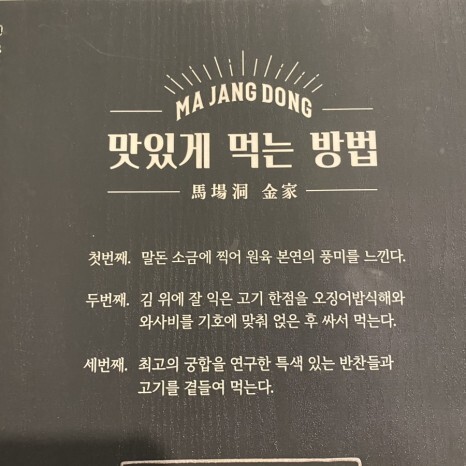 MA JANG DONG
맛있게 먹는 방법
馬場洞 金家
첫번째. 말돈 소금에 찍어 원육 본연의 풍미를 느낀다.
두번째. 김 위에 잘 익은 고기 한점을 오징어밥식해와
와사비를 기호에 맞춰 얹은 후 싸서 먹는다.
세번째. 최고의 궁합을 연구한 특색 있는 반찬들과
고기를 곁들여 먹는다.